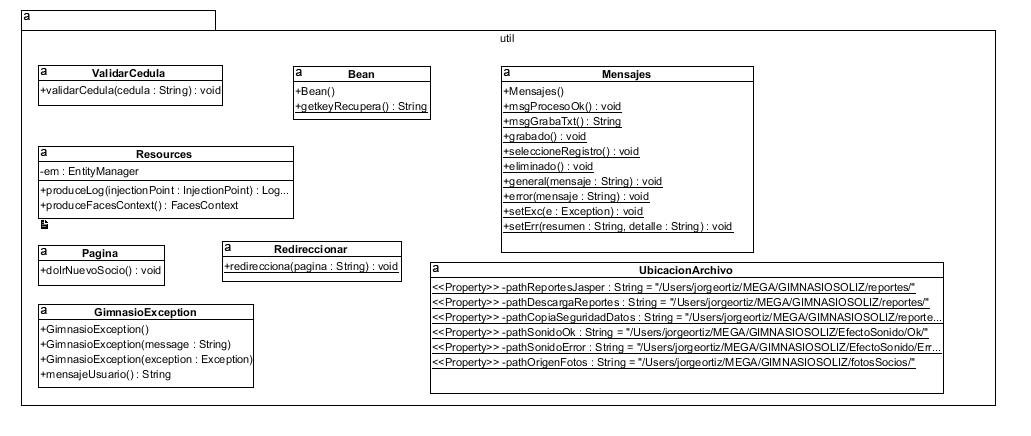 a
util
a
ValidarCedula
+validarCedula(cedula : String) : void
a
Bean
+Bean()
+getkeyRecupera() : String
a
Mensajes
+Mensajes()
+msgProcesoOk() : void
+msgGrabaTxt() : String
+grabado() : void
+seleccioneRegistro() : void
+eliminado() : void
+general(mensaje : String) : void
+error(mensaje : String) : void
+setExc(e : Exception) : void
+setErr(resumen : String, detalle : String) : void
a
Resources
-em : EntityManager
+produceLog(injectionPoint : InjectionPoint) : Log...
+produceFacesContext() : FacesContext
a
Pagina
+doIrNuevoSocio() : void
a
Redireccionar
+redirecciona(pagina : String) : void
a
GimnasioException
+GimnasioException()
+GimnasioException(message : String)
+GimnasioException(exception : Exception)
+mensajeUsuario() : String
a
UbicacionArchivo
<<Property>> -pathReportesJasper : String = "/Users/jorgeortiz/MEGA/GIMNASIOSOLIZ/reportes/"
<<Property>> -pathDescargaReportes : String = "/Users/jorgeortiz/MEGA/GIMNASIOSOLIZ/reportes/"
<<Property>> -pathCopiaSeguridadDatos : String = "/Users/jorgeortiz/MEGA/GIMNASIOSOLIZ/reporte...
<<Property>> -pathSonidoOk : String = "/Users/jorgeortiz/MEGA/GIMNASIOSOLIZ/EfectoSonido/Ok/"
<<Property>> -pathSonidoError : String = "/Users/jorgeortiz/MEGA/GIMNASIOSOLIZ/EfectoSonido/Err...
<<Property>> -pathOrigenFotos : String = "/Users/jorgeortiz/MEGA/GIMNASIOSOLIZ/fotosSocios/"